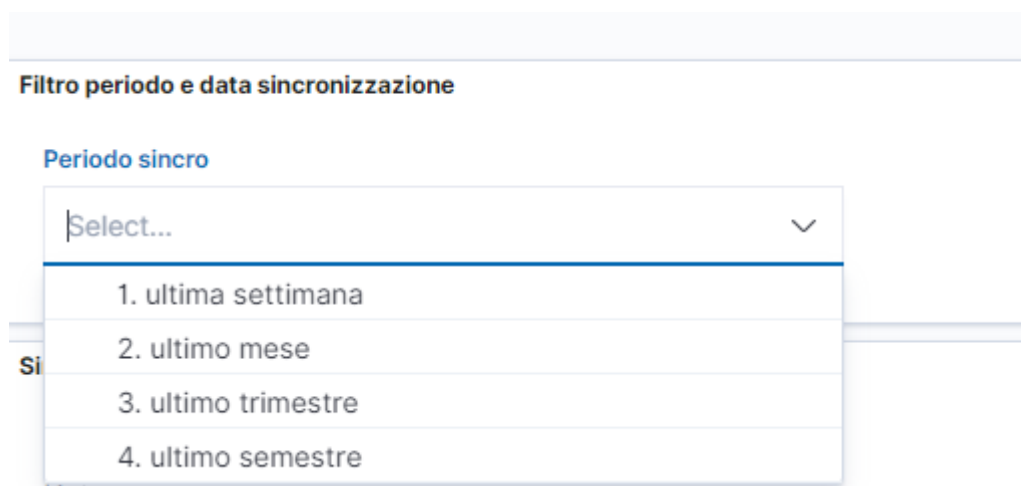 Filtro periodo e data sincronizzazione
Periodo sincro
Select...
1. ultima settimana
2. ultimo mese
Si
3. ultimo trimestre
4. ultimo semestre